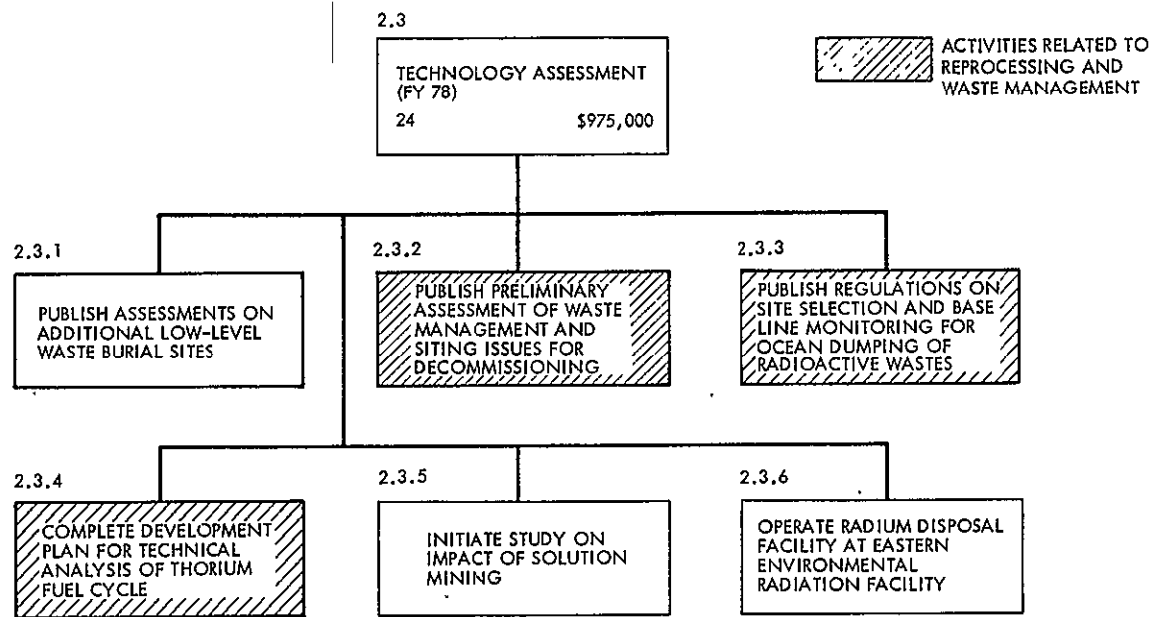 2.3
TECHNOLOGY ASSESSMENT
(FY 78)
24 $975,000
ACTIVITIES RELATED TO
REPROCESSING AND
WASTE MANAGEMENT
2.3.1
PUBLISH ASSESSMENTS ON
ADDITIONAL LOW-LEVEL
WASTE BURIAL SITES
2.3.2
PUBLISH PRELIMINARY
ASSESSMENT OF WASTE
MANAGEMENT AND
SITING ISSUES FOR
DECOMMISSIONING
2.3.3
PUBLISH REGULATIONS ON
SITE SELECTION AND BASE
LINE MONITORING FOR
OCEAN DUMPING OF
RADIOACTIVE WASTES
2.3.4
COMPLETE DEVELOPMENT
PLAN FOR TECHNICAL
ANALYSIS OF THORIUM
FUEL CYCLE
2.3.5
INITIATE STUDY ON
IMPACT OF SOLUTION
MINING
2.3.6
OPERATE RADIUM DISPOSAL
FACILITY AT EASTERN
ENVIRONMENTAL
RADIATION FACILITY